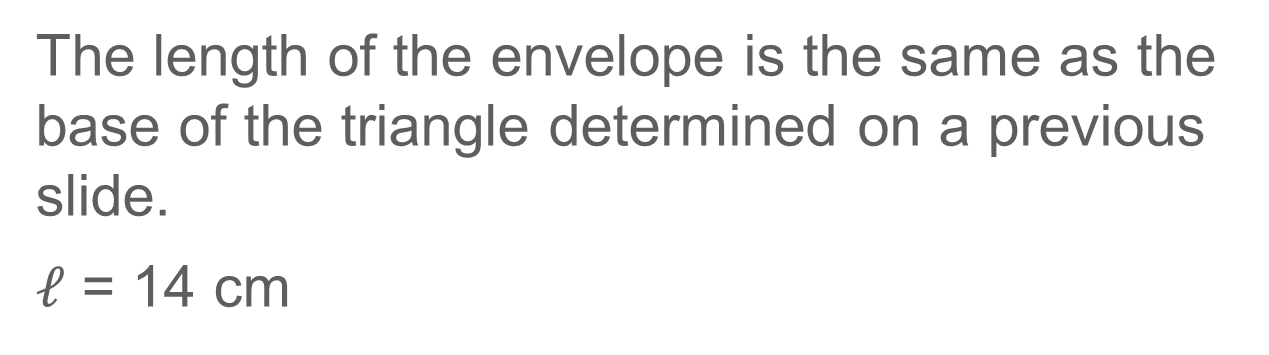 The length of the envelope is the same as the
base of the triangle determined on a previous
slide.
ℓ = 14 cm